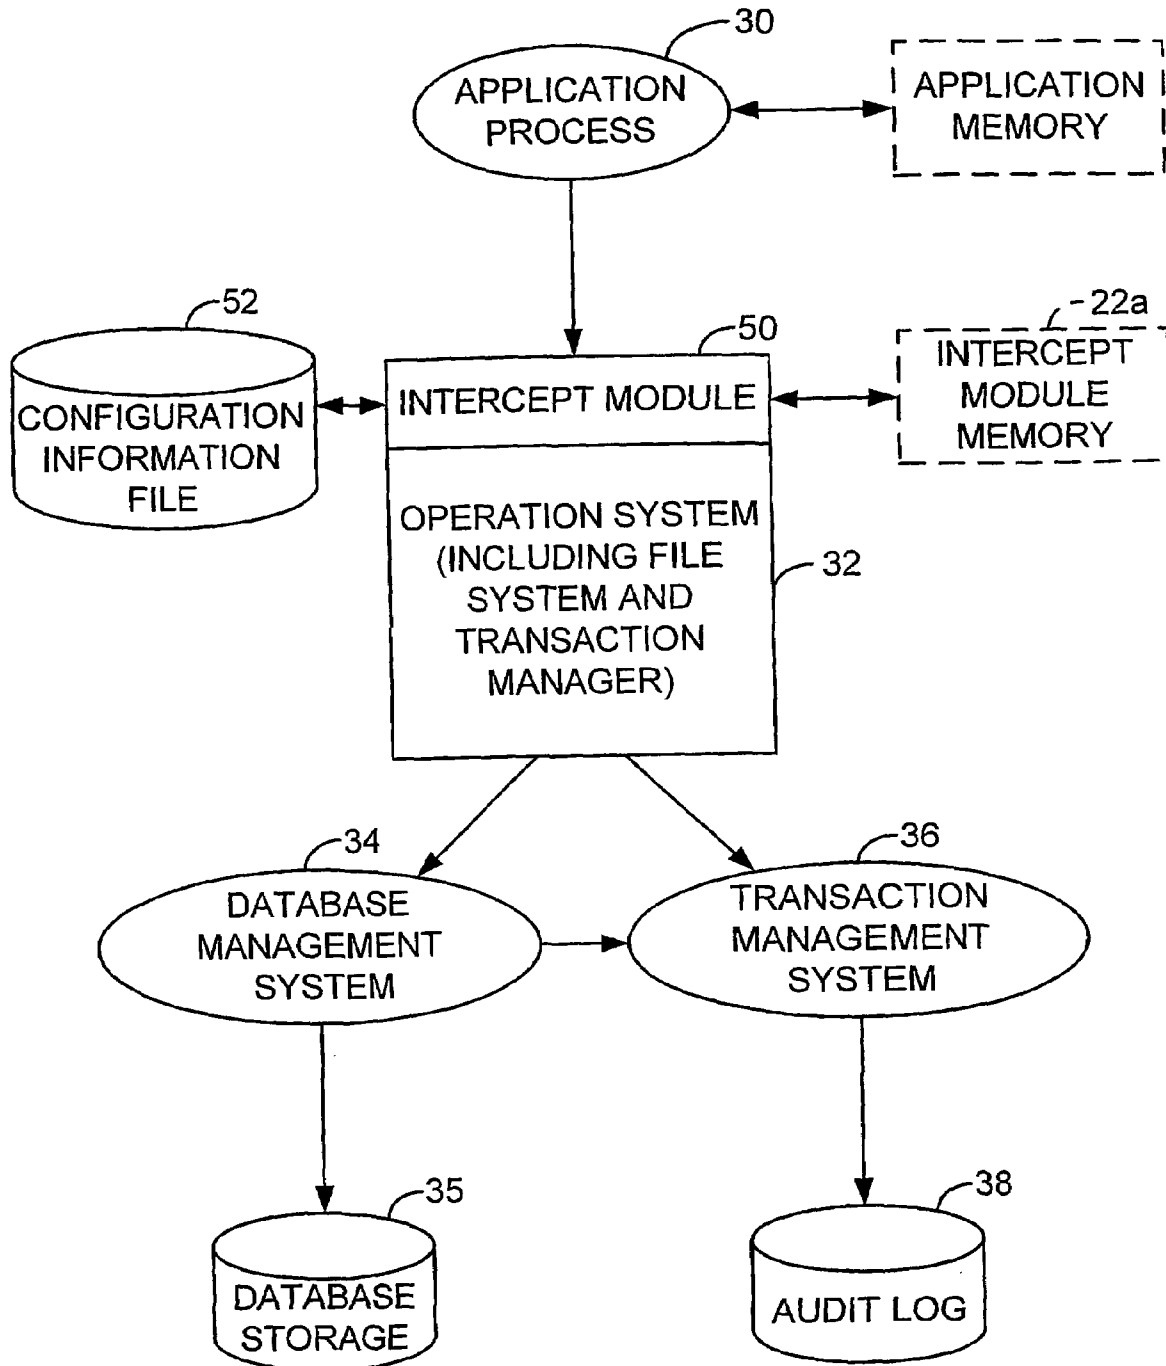 30
APPLICATION
PROCESS
APPLICATION
MEMORY
52
CONFIGURATION
INFORMATION
FILE
50
INTERCEPT MODULE
22a
INTERCEPT
MODULE
MEMORY
OPERATION SYSTEM
(INCLUDING FILE
SYSTEM AND
TRANSACTION
MANAGER)
32
34
DATABASE
MANAGEMENT
SYSTEM
36
TRANSACTION
MANAGEMENT
SYSTEM
35
DATABASE
STORAGE
38
AUDIT LOG